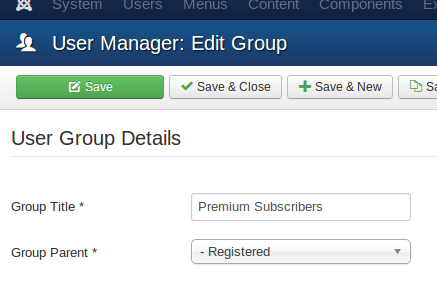 System Users Menus Content Components
User Manager: Edit Group
Save Save & Close Save & New
User Group Details
Group Title * Premium Subscribers
Group Parent * - Registered